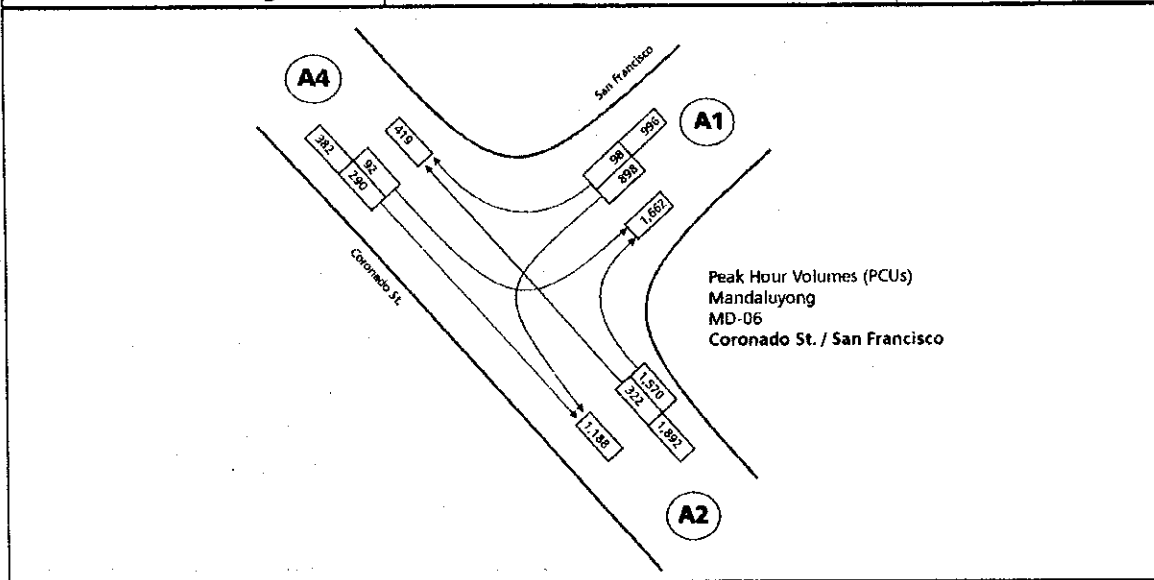 A4
San Francisco
A1
996
98
898
419
382
92
290
1,662
Coronado St.
Peak Hour Volumes (PCUs)
Mandaluyong
MD-06
Coronado St. / San Francisco
1,570
322
1,892
1,188
A2